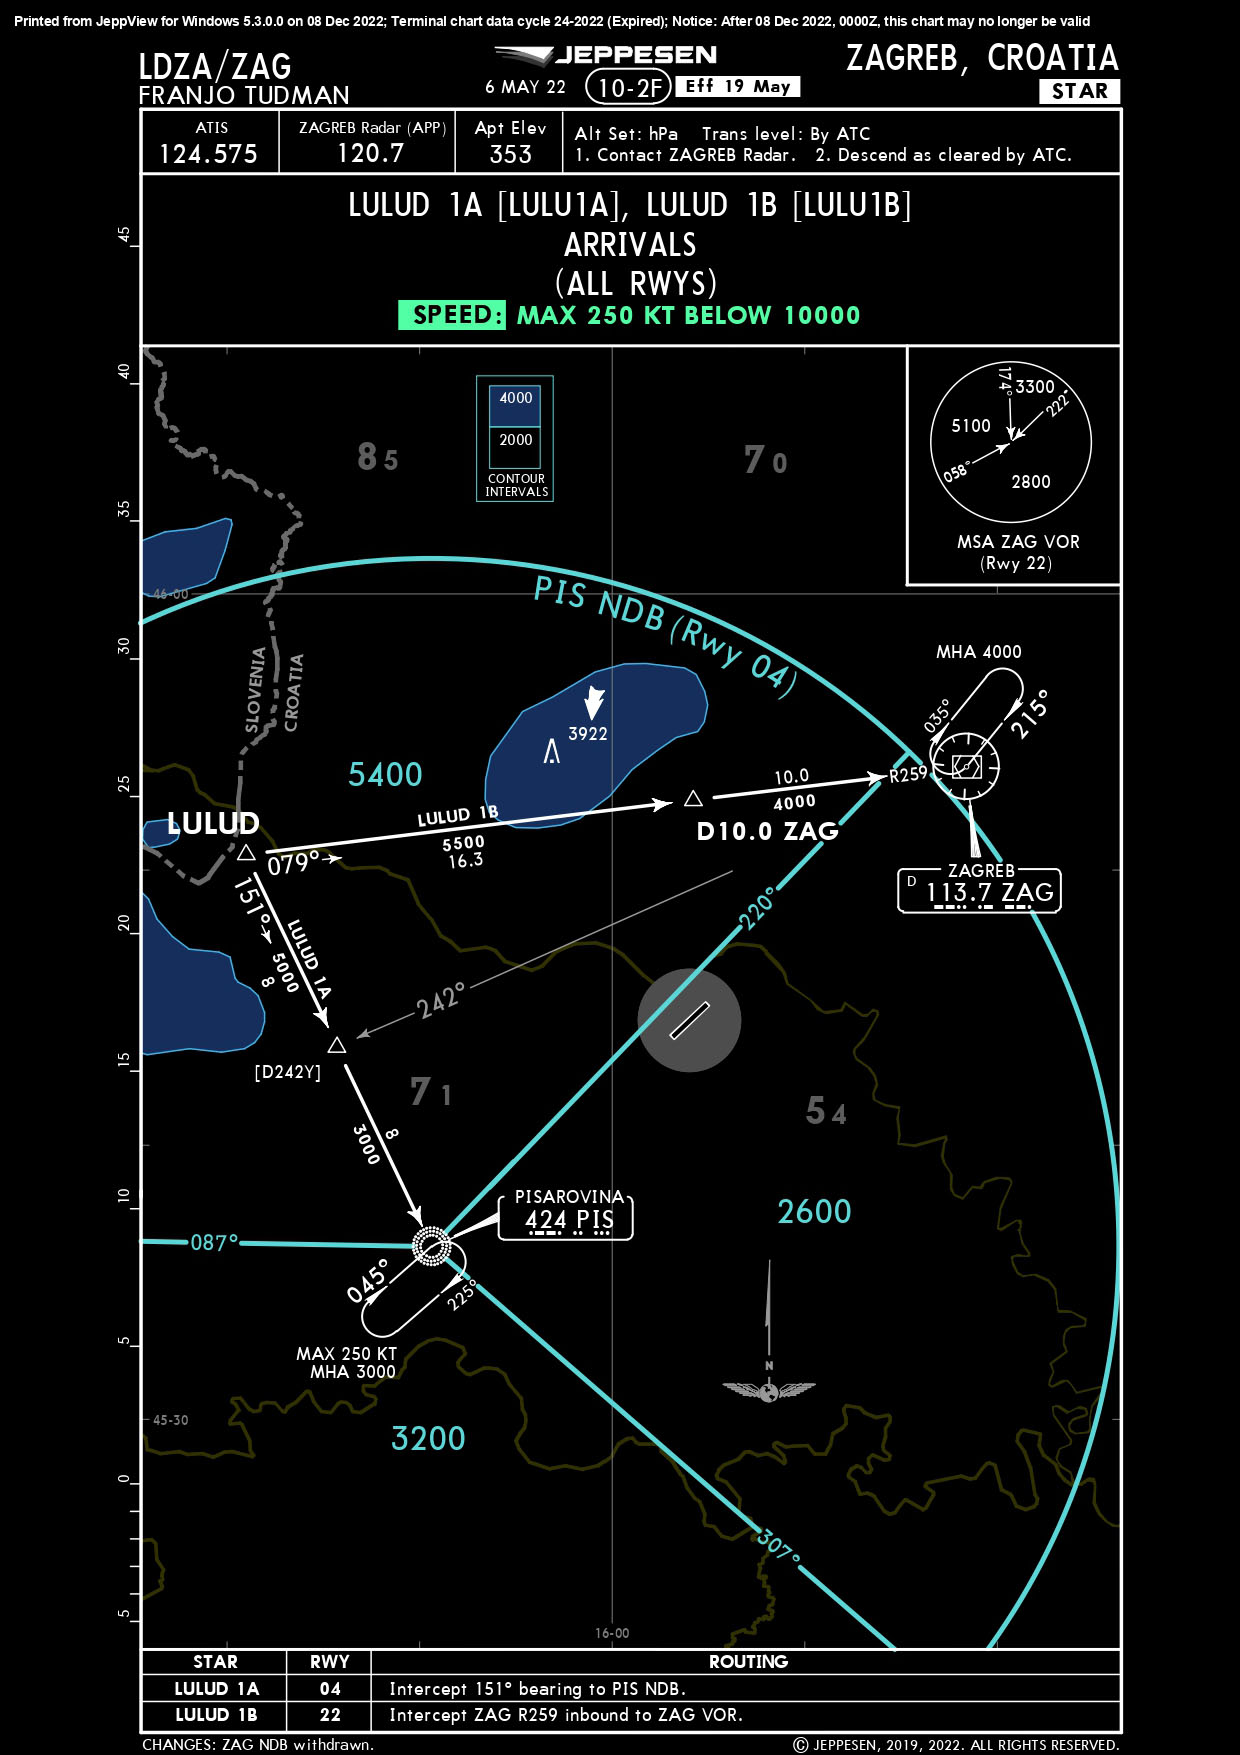 Printed from JeppView for Windows 5.3.0.0 on 08 Dec 2022; Terminal chart data cycle 24-2022 (Expired); Notice: After 08 Dec 2022, 0000Z, this chart may no longer be valid
LDZA/ZAG
FRANJO TUDMAN
JEPPESEN
6 MAY 22
10-2F
Eff 19 May
ZAGREB, CROATIA
STAR
ATIS
124.575
ZAGREB Radar (APP)
120.7
Apt Elev
353
Alt Set: hPa Trans level: By ATC
1. Contact ZAGREB Radar. 2. Descend as cleared by ATC.
LULUD 1A [LULU1A], LULUD 1B [LULU1B]
ARRIVALS
(ALL RWYS)
SPEED: MAX 250 KT BELOW 10000
45
40
35
30
25
20
15
10
5
0
5
4000
2000
CONTOUR
INTERVALS
85
70
174°
3300
222°
5100
058°
2800
MSA ZAG VOR
(Rwy 22)
46-00
PIS NDB (Rwy 04)
SLOVENIA
CROATIA
MHA 4000
035°
215°
3922
5400
10.0
4000
R259
LULUD
LULUD 1B
5500
16.3
079°
D10.0 ZAG
ZAGREB
D 113.7 ZAG
151°
LULUD 1A
5000
8
220°
242°
[D242Y]
71
54
8
3000
PISAROVINA
424 PIS
2600
087°
045°
225°
MAX 250 KT
MHA 3000
N
45-30
3200
307°
16-00
STAR RWY ROUTING
LULUD 1A 04 Intercept 151° bearing to PIS NDB.
LULUD 1B 22 Intercept ZAG R259 inbound to ZAG VOR.
CHANGES: ZAG NDB withdrawn.
© JEPPESEN, 2019, 2022. ALL RIGHTS RESERVED.